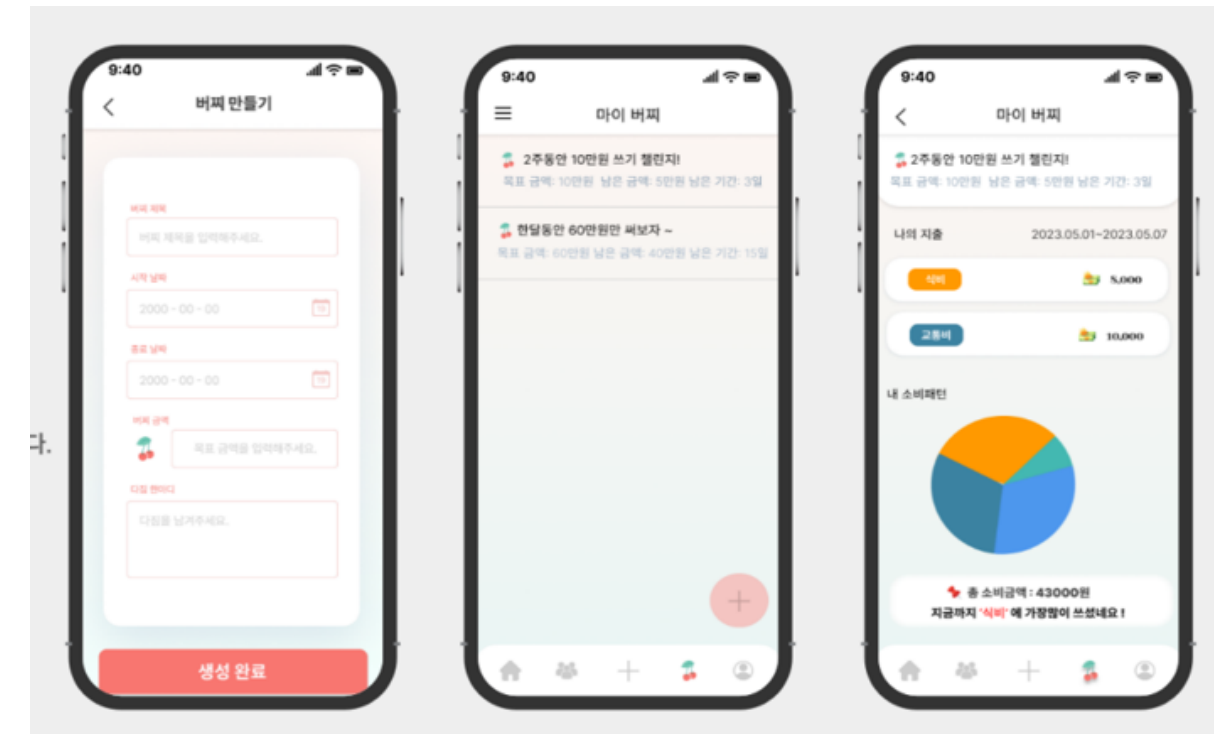 다.
9:40
버찌 만들기
버찌 제목
버찌 제목을 입력해주세요.
시작 날짜
2000 - 00 - 00
종료 날짜
2000 - 00 - 00
버찌 금액
목표 금액을 입력해주세요.
다짐 한마디
다짐을 남겨주세요.
생성 완료
9:40
마이 버찌
2주동안 10만원 쓰기 챌린지!
목표 금액: 10만원 남은 금액: 5만원 남은 기간: 3일
한달동안 60만원만 써보자 ~
목표 금액: 60만원 남은 금액: 40만원 남은 기간: 15일
9:40
마이 버찌
2주동안 10만원 쓰기 챌린지!
목표 금액: 10만원 남은 금액: 5만원 남은 기간: 3일
나의 지출 2023.05.01~2023.05.07
식비 5,000
교통비 10,000
내 소비패턴
총 소비금액 : 43000원
지금까지 '식비' 에 가장많이 쓰셨네요 !